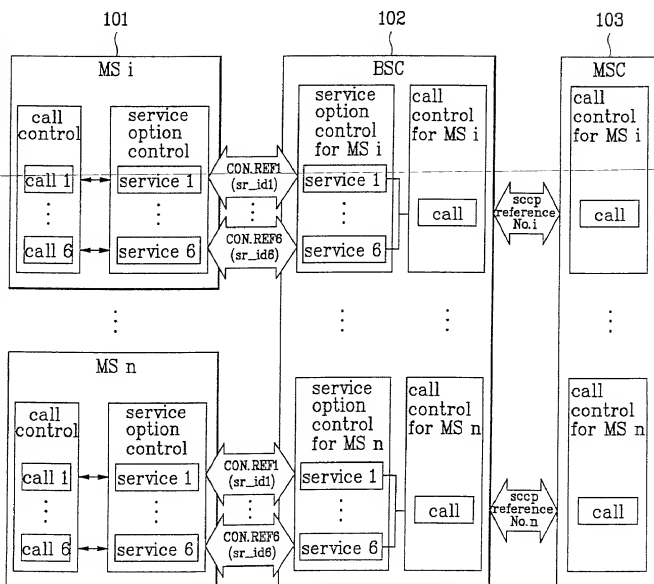 101
102
103
MS i
BSC
MSC
call
control
call 1
⋮
call 6
service
option
control
service 1
⋮
service 6
CON.REF1
(sr_id1)
⋮
CON.REF6
(sr_id6)
service
option
control
for MS i
service 1
⋮
service 6
call
control
for MS i
call
sccp
reference
No.i
call
control
for MS i
call
⋮
⋮
⋮
MS n
call
control
call 1
⋮
call 6
service
option
control
service 1
⋮
service 6
CON.REF1
(sr_id1)
⋮
CON.REF6
(sr_id6)
service
option
control
for MS n
service 1
⋮
service 6
call
control
for MS n
call
sccp
reference
No.n
call
control
for MS n
call